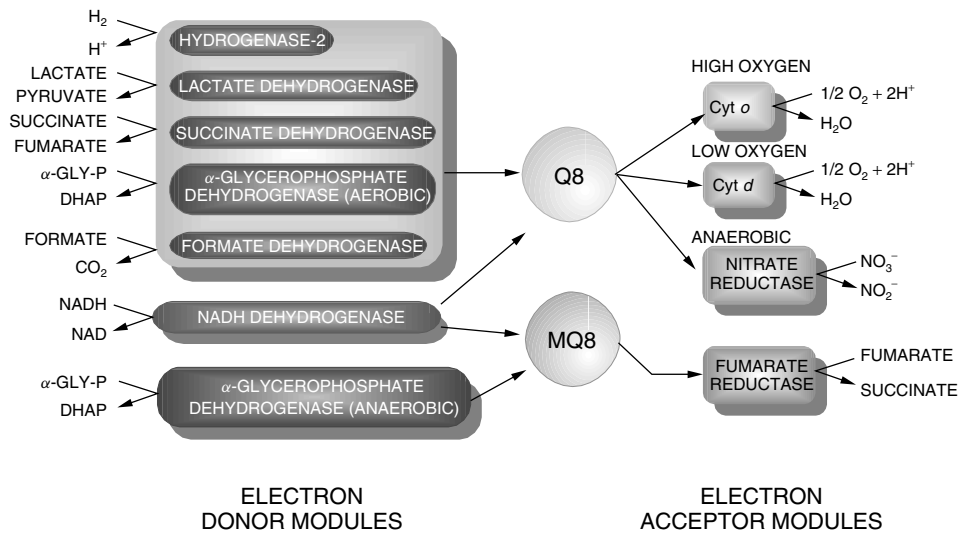 H₂
H⁺
HYDROGENASE-2
LACTATE
PYRUVATE
LACTATE DEHYDROGENASE
SUCCINATE
FUMARATE
SUCCINATE DEHYDROGENASE
α-GLY-P
DHAP
α-GLYCEROPHOSPHATE
DEHYDROGENASE (AEROBIC)
FORMATE
CO₂
FORMATE DEHYDROGENASE
NADH
NAD
NADH DEHYDROGENASE
α-GLY-P
DHAP
α-GLYCEROPHOSPHATE
DEHYDROGENASE (ANAEROBIC)
Q8
MQ8
HIGH OXYGEN
Cyt o
1/2 O₂ + 2H⁺
H₂O
LOW OXYGEN
Cyt d
1/2 O₂ + 2H⁺
H₂O
ANAEROBIC
NITRATE
REDUCTASE
NO₃⁻
NO₂⁻
FUMARATE
REDUCTASE
FUMARATE
SUCCINATE
ELECTRON
DONOR MODULES
ELECTRON
ACCEPTOR MODULES